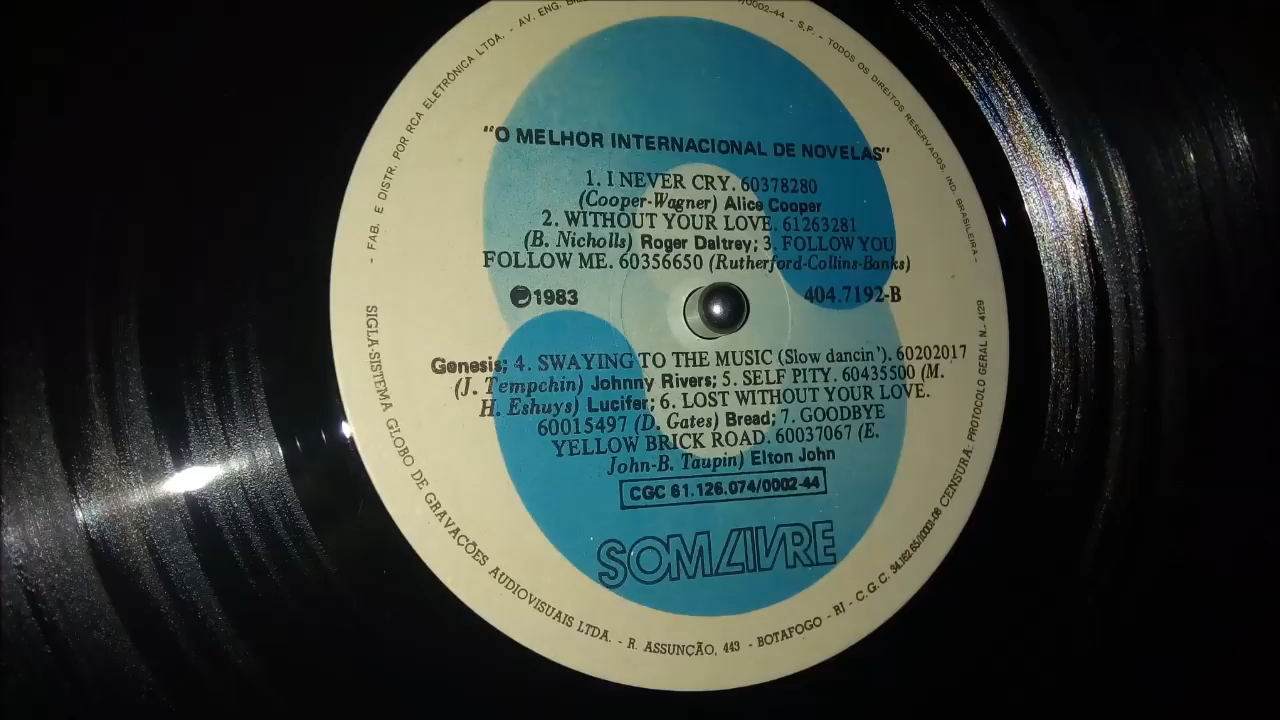 "O MELHOR INTERNACIONAL DE NOVELAS"
1. I NEVER CRY. 60378280
(Cooper-Wagner) Alice Cooper
2. WITHOUT YOUR LOVE. 61263281
(B. Nicholls) Roger Daltrey; 3. FOLLOW YOU
FOLLOW ME. 60356650 (Rutherford-Collins-Banks)
Ⓟ1983
404.7192-B
Genesis; 4. SWAYING TO THE MUSIC (Slow dancin'). 60202017
(J. Tempchin) Johnny Rivers; 5. SELF PITY. 60435500 (M.
H. Eshuys) Lucifer; 6. LOST WITHOUT YOUR LOVE.
60015497 (D. Gates) Bread; 7. GOODBYE
YELLOW BRICK ROAD. 60037067 (E.
John-B. Taupin) Elton John
CGC 61.126.074/0002-44
SOM LIVRE
- FAB. E DISTR. POR RCA ELETRÔNICA LTDA. - AV. ENG. /0002-44 - S.P. - TODOS OS DIREITOS RESERVADOS. IND. BRASILEIRA -
SIGLA-SISTEMA GLOBO DE GRAVAÇÕES AUDIOVISUAIS LTDA. - R. ASSUNÇÃO, 443 - BOTAFOGO - RJ - C.G.C. CENSURA: PROTOCOLO GERAL N.. 4129